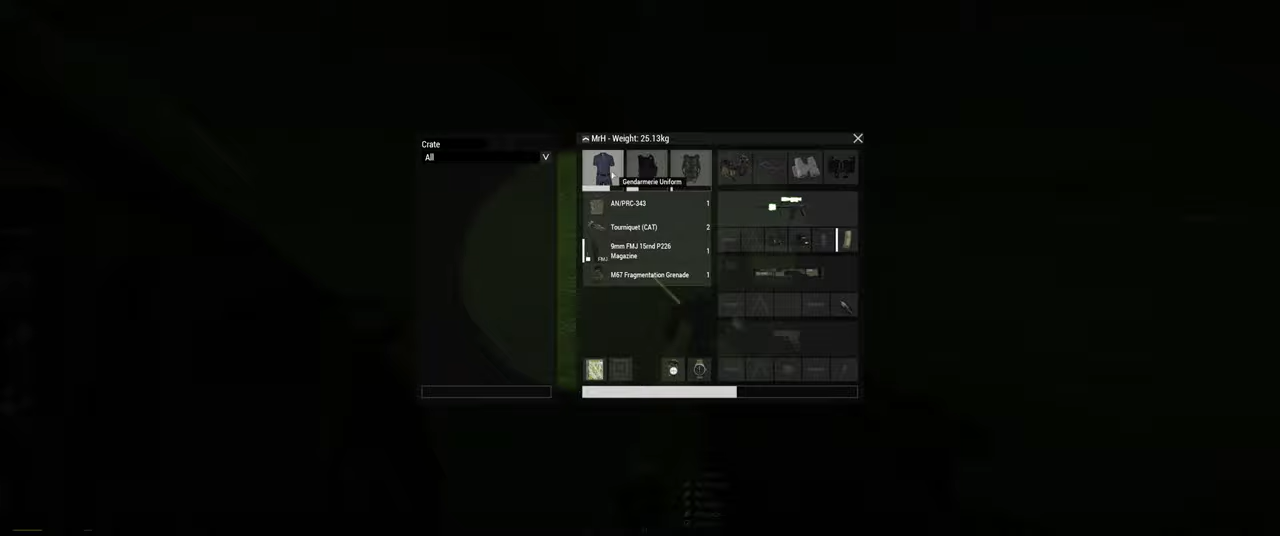 MrH - Weight: 25.13kg
Crate
All
Gendarmerie Uniform
AN/PRC-343 1
Tourniquet (CAT) 2
9mm FMJ 15rnd P226
Magazine 1
FMJ
M67 Fragmentation Grenade 1